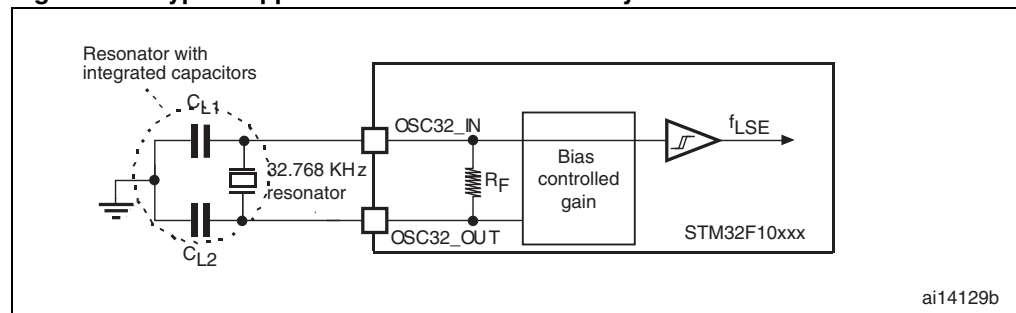 Resonator with
integrated capacitors
CL1
OSC32_IN
fLSE
Bias
controlled
gain
32.768 KHz
resonator
RF
STM32F10xxx
OSC32_OUT
CL2
ai14129b